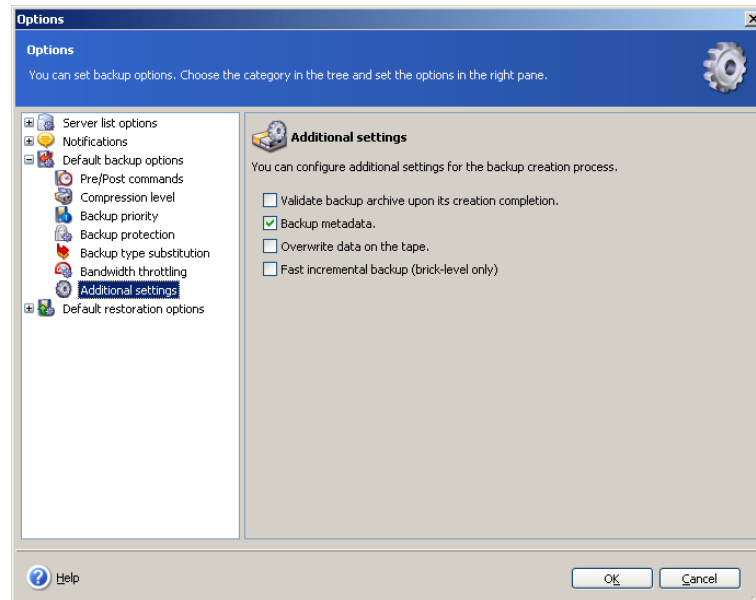 Options
Options
You can set backup options. Choose the category in the tree and set the options in the right pane.
Server list options
Notifications
Default backup options
Pre/Post commands
Compression level
Backup priority
Backup protection
Backup type substitution
Bandwidth throttling
Additional settings
Default restoration options
Additional settings
You can configure additional settings for the backup creation process.
Validate backup archive upon its creation completion.
Backup metadata.
Overwrite data on the tape.
Fast incremental backup (brick-level only)
Help
OK
Cancel